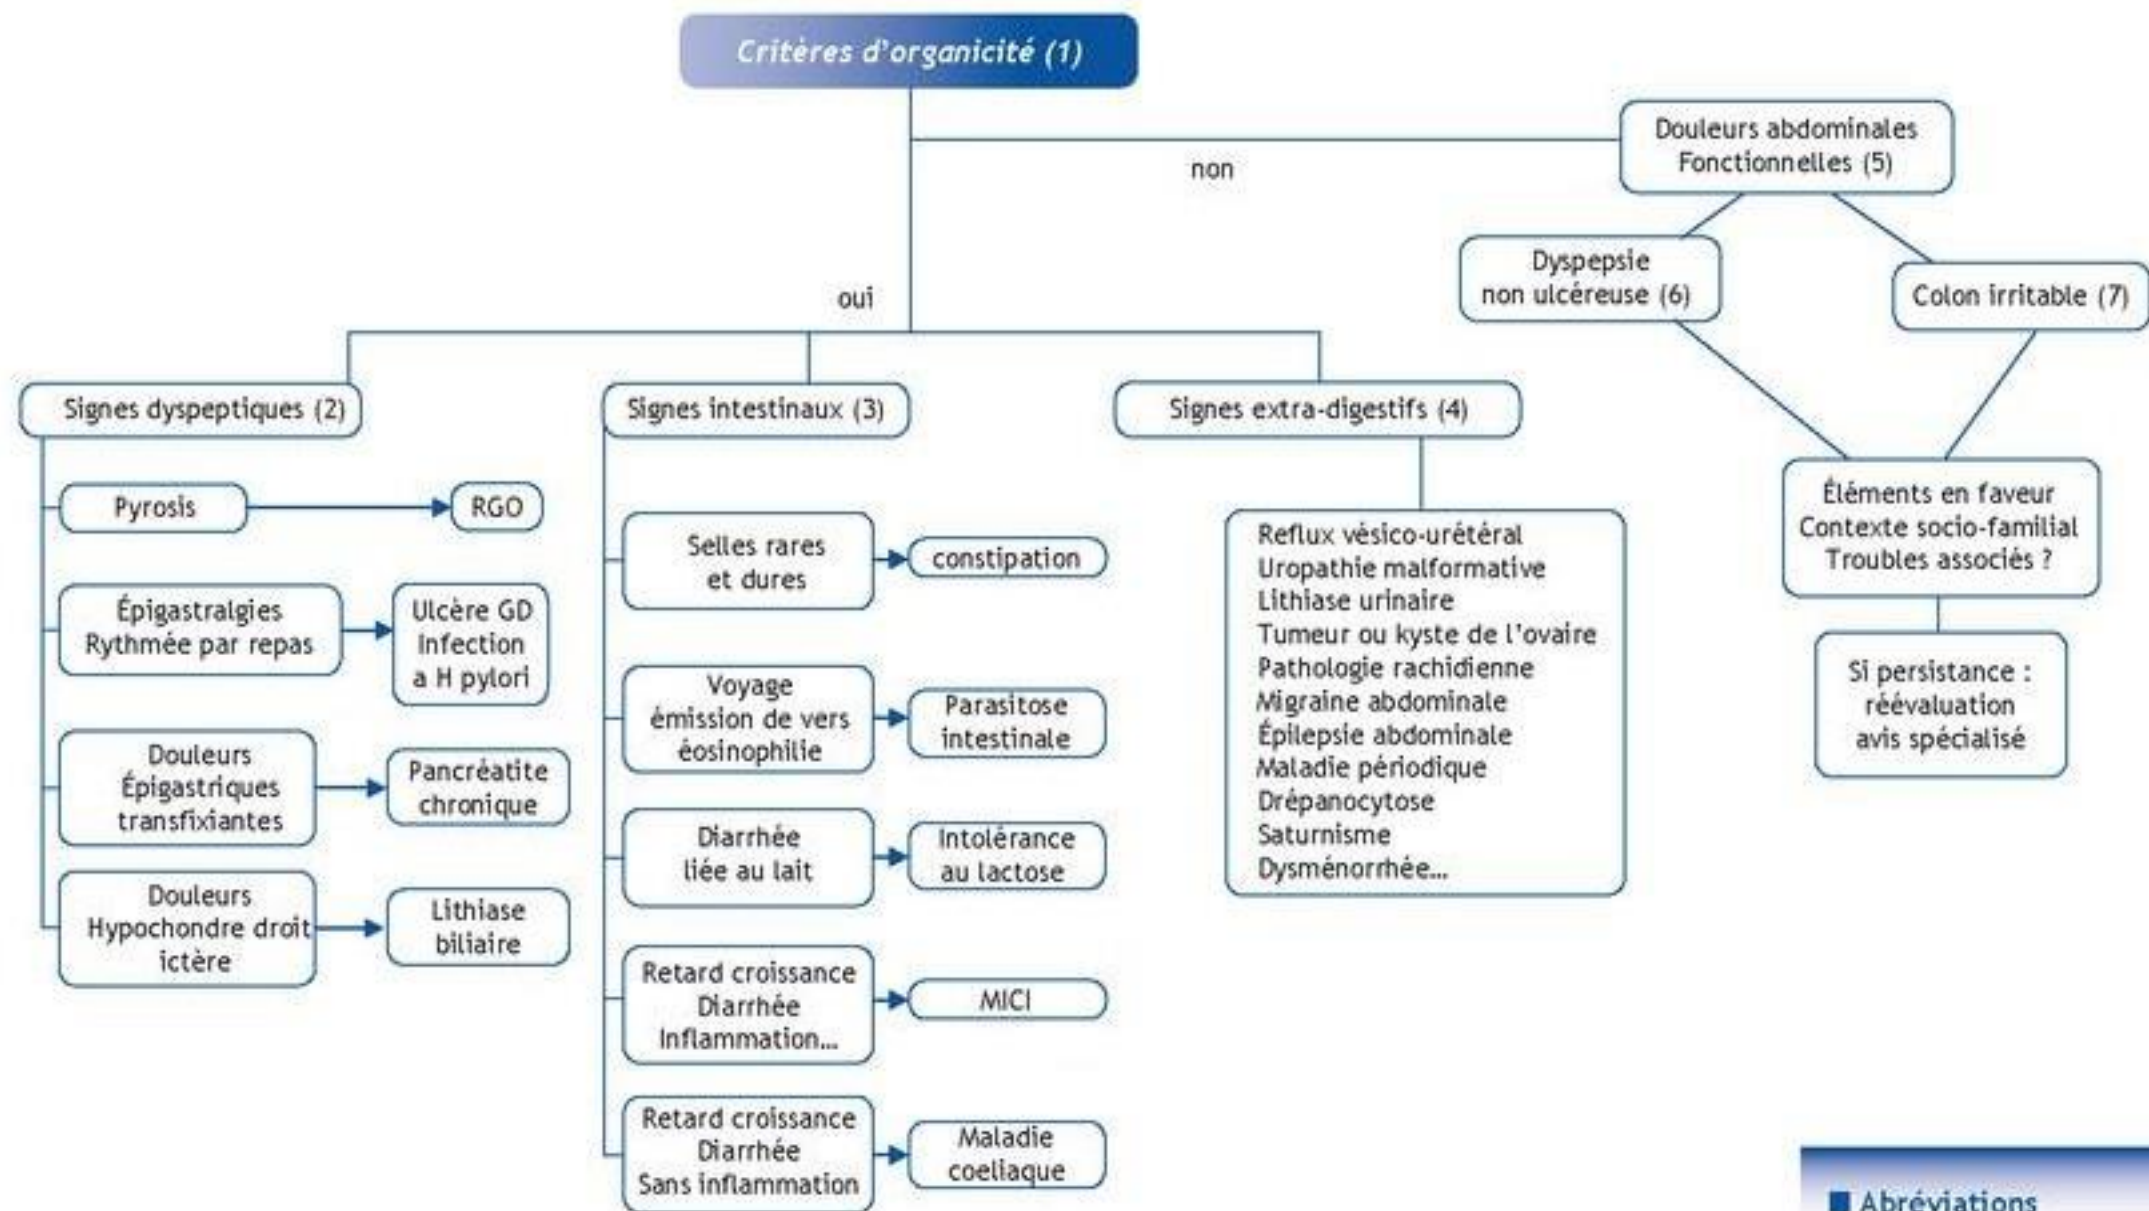 Critères d'organicité (1)
non
oui
Douleurs abdominales
Fonctionnelles (5)
Dyspepsie
non ulcéreuse (6)
Colon irritable (7)
Éléments en faveur
Contexte socio-familial
Troubles associés ?
Si persistance :
réévaluation
avis spécialisé
Signes dyspeptiques (2)
Pyrosis
RGO
Épigastralgies
Rythmée par repas
Ulcère GD
Infection
a H pylori
Douleurs
Épigastriques
transfixiantes
Pancréatite
chronique
Douleurs
Hypochondre droit
ictère
Lithiase
biliaire
Signes intestinaux (3)
Selles rares
et dures
constipation
Voyage
émission de vers
éosinophilie
Parasitose
intestinale
Diarrhée
liée au lait
Intolérance
au lactose
Retard croissance
Diarrhée
Inflammation...
MICI
Retard croissance
Diarrhée
Sans inflammation
Maladie
coeliaque
Signes extra-digestifs (4)
Reflux vésico-urétéral
Uropathie malformative
Lithiase urinaire
Tumeur ou kyste de l'ovaire
Pathologie rachidienne
Migraine abdominale
Épilepsie abdominale
Maladie périodique
Drépanocytose
Saturnisme
Dysménorrhée...
Abréviations